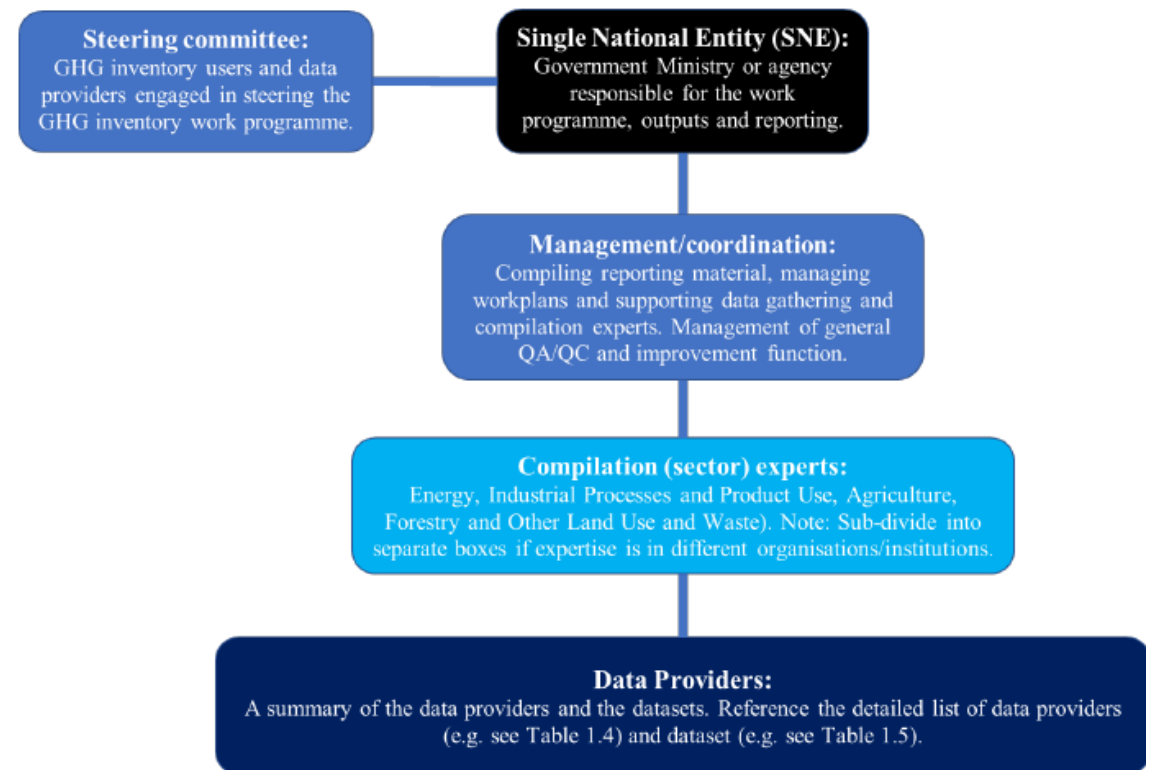 Steering committee:
GHG inventory users and data
providers engaged in steering the
GHG inventory work programme.
Single National Entity (SNE):
Government Ministry or agency
responsible for the work
programme, outputs and reporting.
Management/coordination:
Compiling reporting material, managing
workplans and supporting data gathering and
compilation experts. Management of general
QA/QC and improvement function.
Compilation (sector) experts:
Energy, Industrial Processes and Product Use, Agriculture,
Forestry and Other Land Use and Waste). Note: Sub-divide into
separate boxes if expertise is in different organisations/institutions.
Data Providers:
A summary of the data providers and the datasets. Reference the detailed list of data providers
(e.g. see Table 1.4) and dataset (e.g. see Table 1.5).